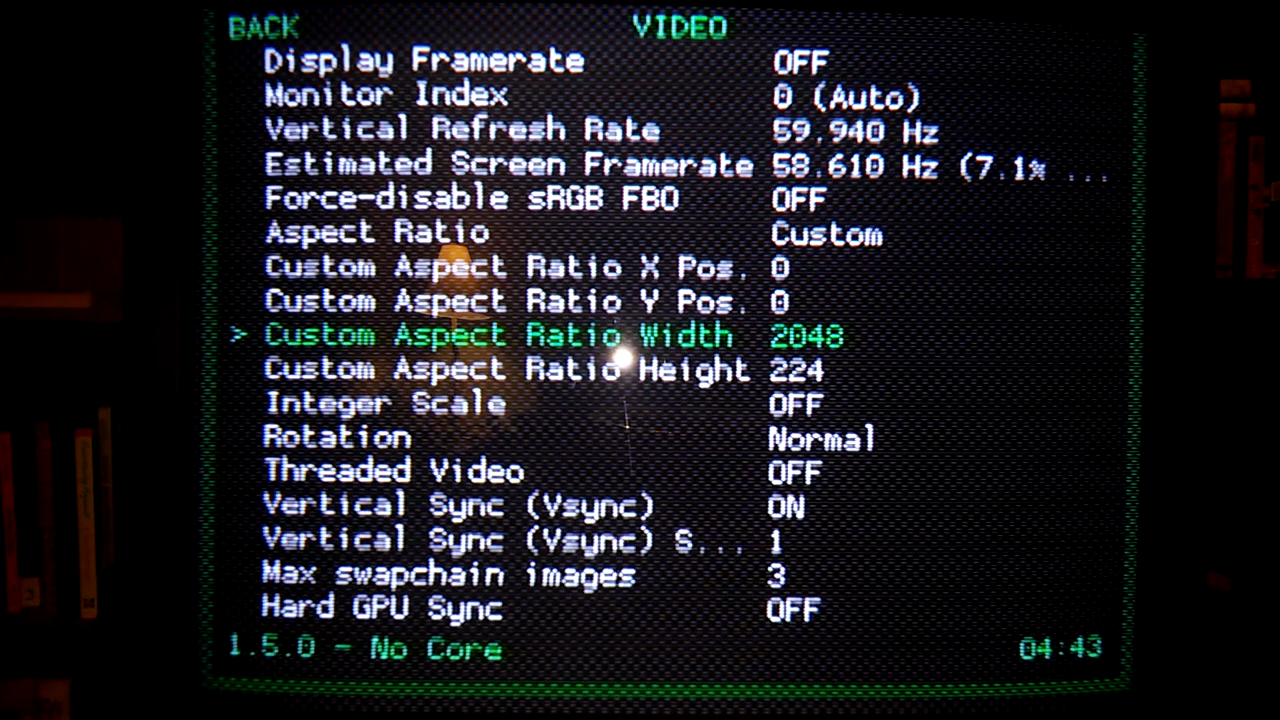 BACK VIDEO
Display Framerate OFF
Monitor Index 0 (Auto)
Vertical Refresh Rate 59.940 Hz
Estimated Screen Framerate 58.610 Hz (7.1% ...
Force-disable sRGB FBO OFF
Aspect Ratio Custom
Custom Aspect Ratio X Pos. 0
Custom Aspect Ratio Y Pos. 0
> Custom Aspect Ratio Width 2048
Custom Aspect Ratio Height 224
Integer Scale OFF
Rotation Normal
Threaded Video OFF
Vertical Sync (Vsync) ON
Vertical Sync (Vsync) S... 1
Max swapchain images 3
Hard GPU Sync OFF
1.5.0 - No Core 04:43